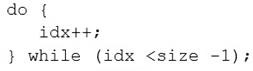 do {
   idx++;
} while (idx <size -1);